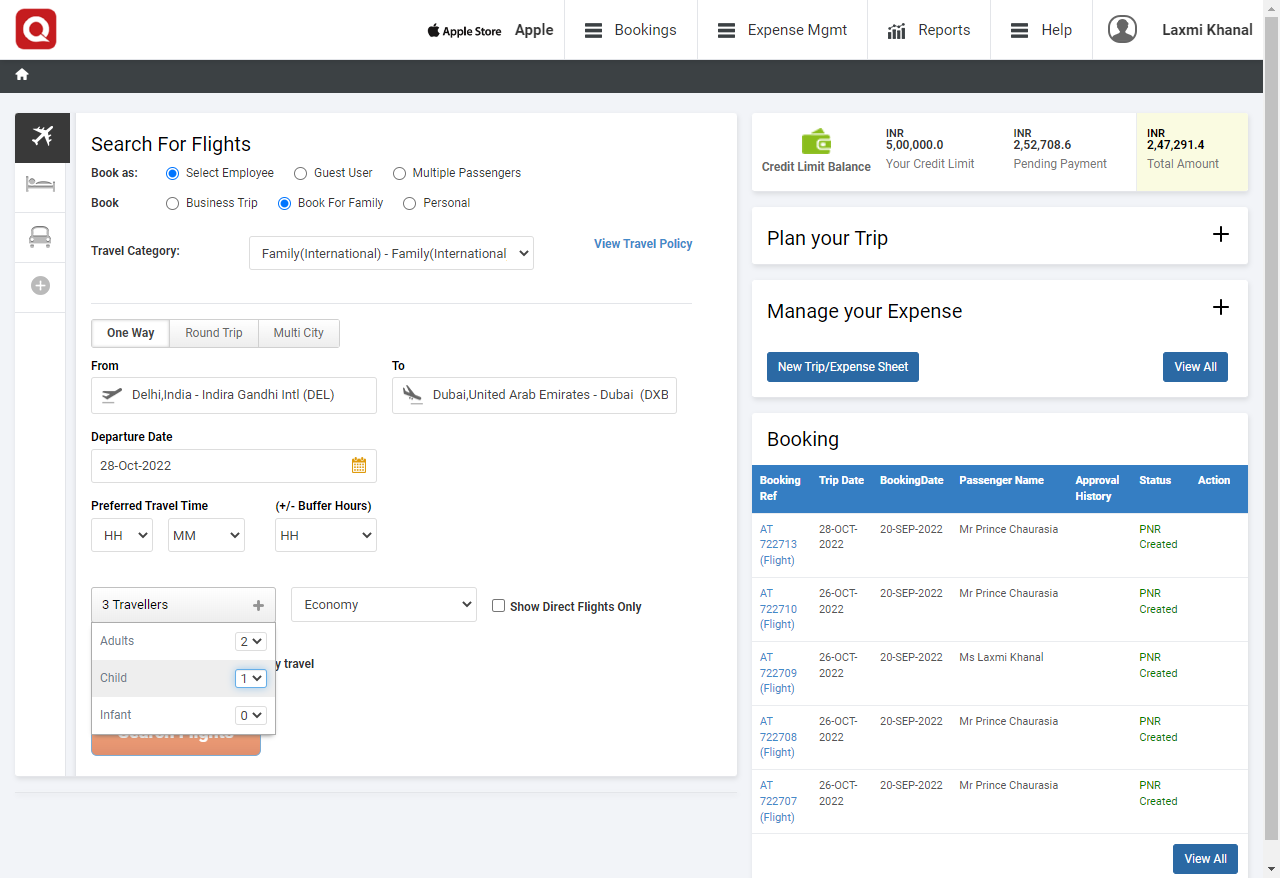 Apple Store Apple Bookings Expense Mgmt Reports Help Laxmi Khanal
Search For Flights
Book as: Select Employee Guest User Multiple Passengers
Book Business Trip Book For Family Personal
Travel Category: Family(International) - Family(International View Travel Policy
One Way Round Trip Multi City
From To
Delhi,India - Indira Gandhi Intl (DEL) Dubai,United Arab Emirates - Dubai (DXB
Departure Date
28-Oct-2022
Preferred Travel Time (+/- Buffer Hours)
HH MM HH
3 Travellers Economy Show Direct Flights Only
Adults 2
y travel
Child 1
Infant 0
Search Flights
Credit Limit Balance
INR
5,00,000.0
Your Credit Limit
INR
2,52,708.6
Pending Payment
INR
2,47,291.4
Total Amount
Plan your Trip
Manage your Expense
New Trip/Expense Sheet View All
Booking
Booking Ref Trip Date BookingDate Passenger Name Approval History Status Action
AT 722713 (Flight) 28-OCT-2022 20-SEP-2022 Mr Prince Chaurasia PNR Created
AT 722710 (Flight) 26-OCT-2022 20-SEP-2022 Mr Prince Chaurasia PNR Created
AT 722709 (Flight) 26-OCT-2022 20-SEP-2022 Ms Laxmi Khanal PNR Created
AT 722708 (Flight) 26-OCT-2022 20-SEP-2022 Mr Prince Chaurasia PNR Created
AT 722707 (Flight) 26-OCT-2022 20-SEP-2022 Mr Prince Chaurasia PNR Created
View All